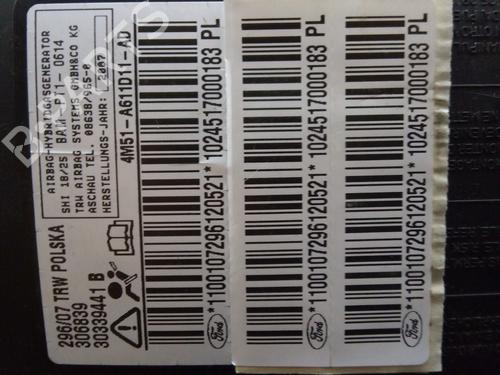 AIRBAG-HYBRIDGASGENERATOR
SHI 18/25 BAM- P11- 0614
TRW AIRBAG SYSTEMS GMBH&CO KG
ASCHAU TEL. 08638/965-0
HERSTELLUNGS-JAHR: 2007
4M51-A611D11-AD
296/07 TRW POLSKA
306839
30339441 B
*1100107296120521* 1024517000183 PL
Ford
*1100107296120521* 1024517000183 PL
Ford
*1100107296120521* 1024517000183 PL
Ford